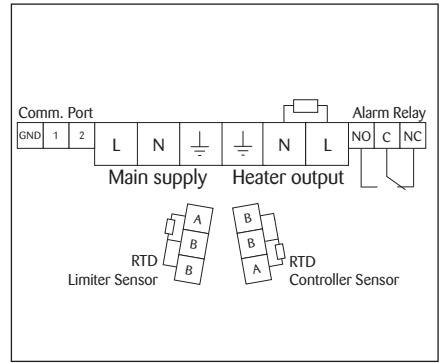 Comm. Port
Alarm Relay
GND 1 2 L N N L NO C NC
Main supply Heater output
A
B
B
RTD
Limiter Sensor
B
B
A
RTD
Controller Sensor